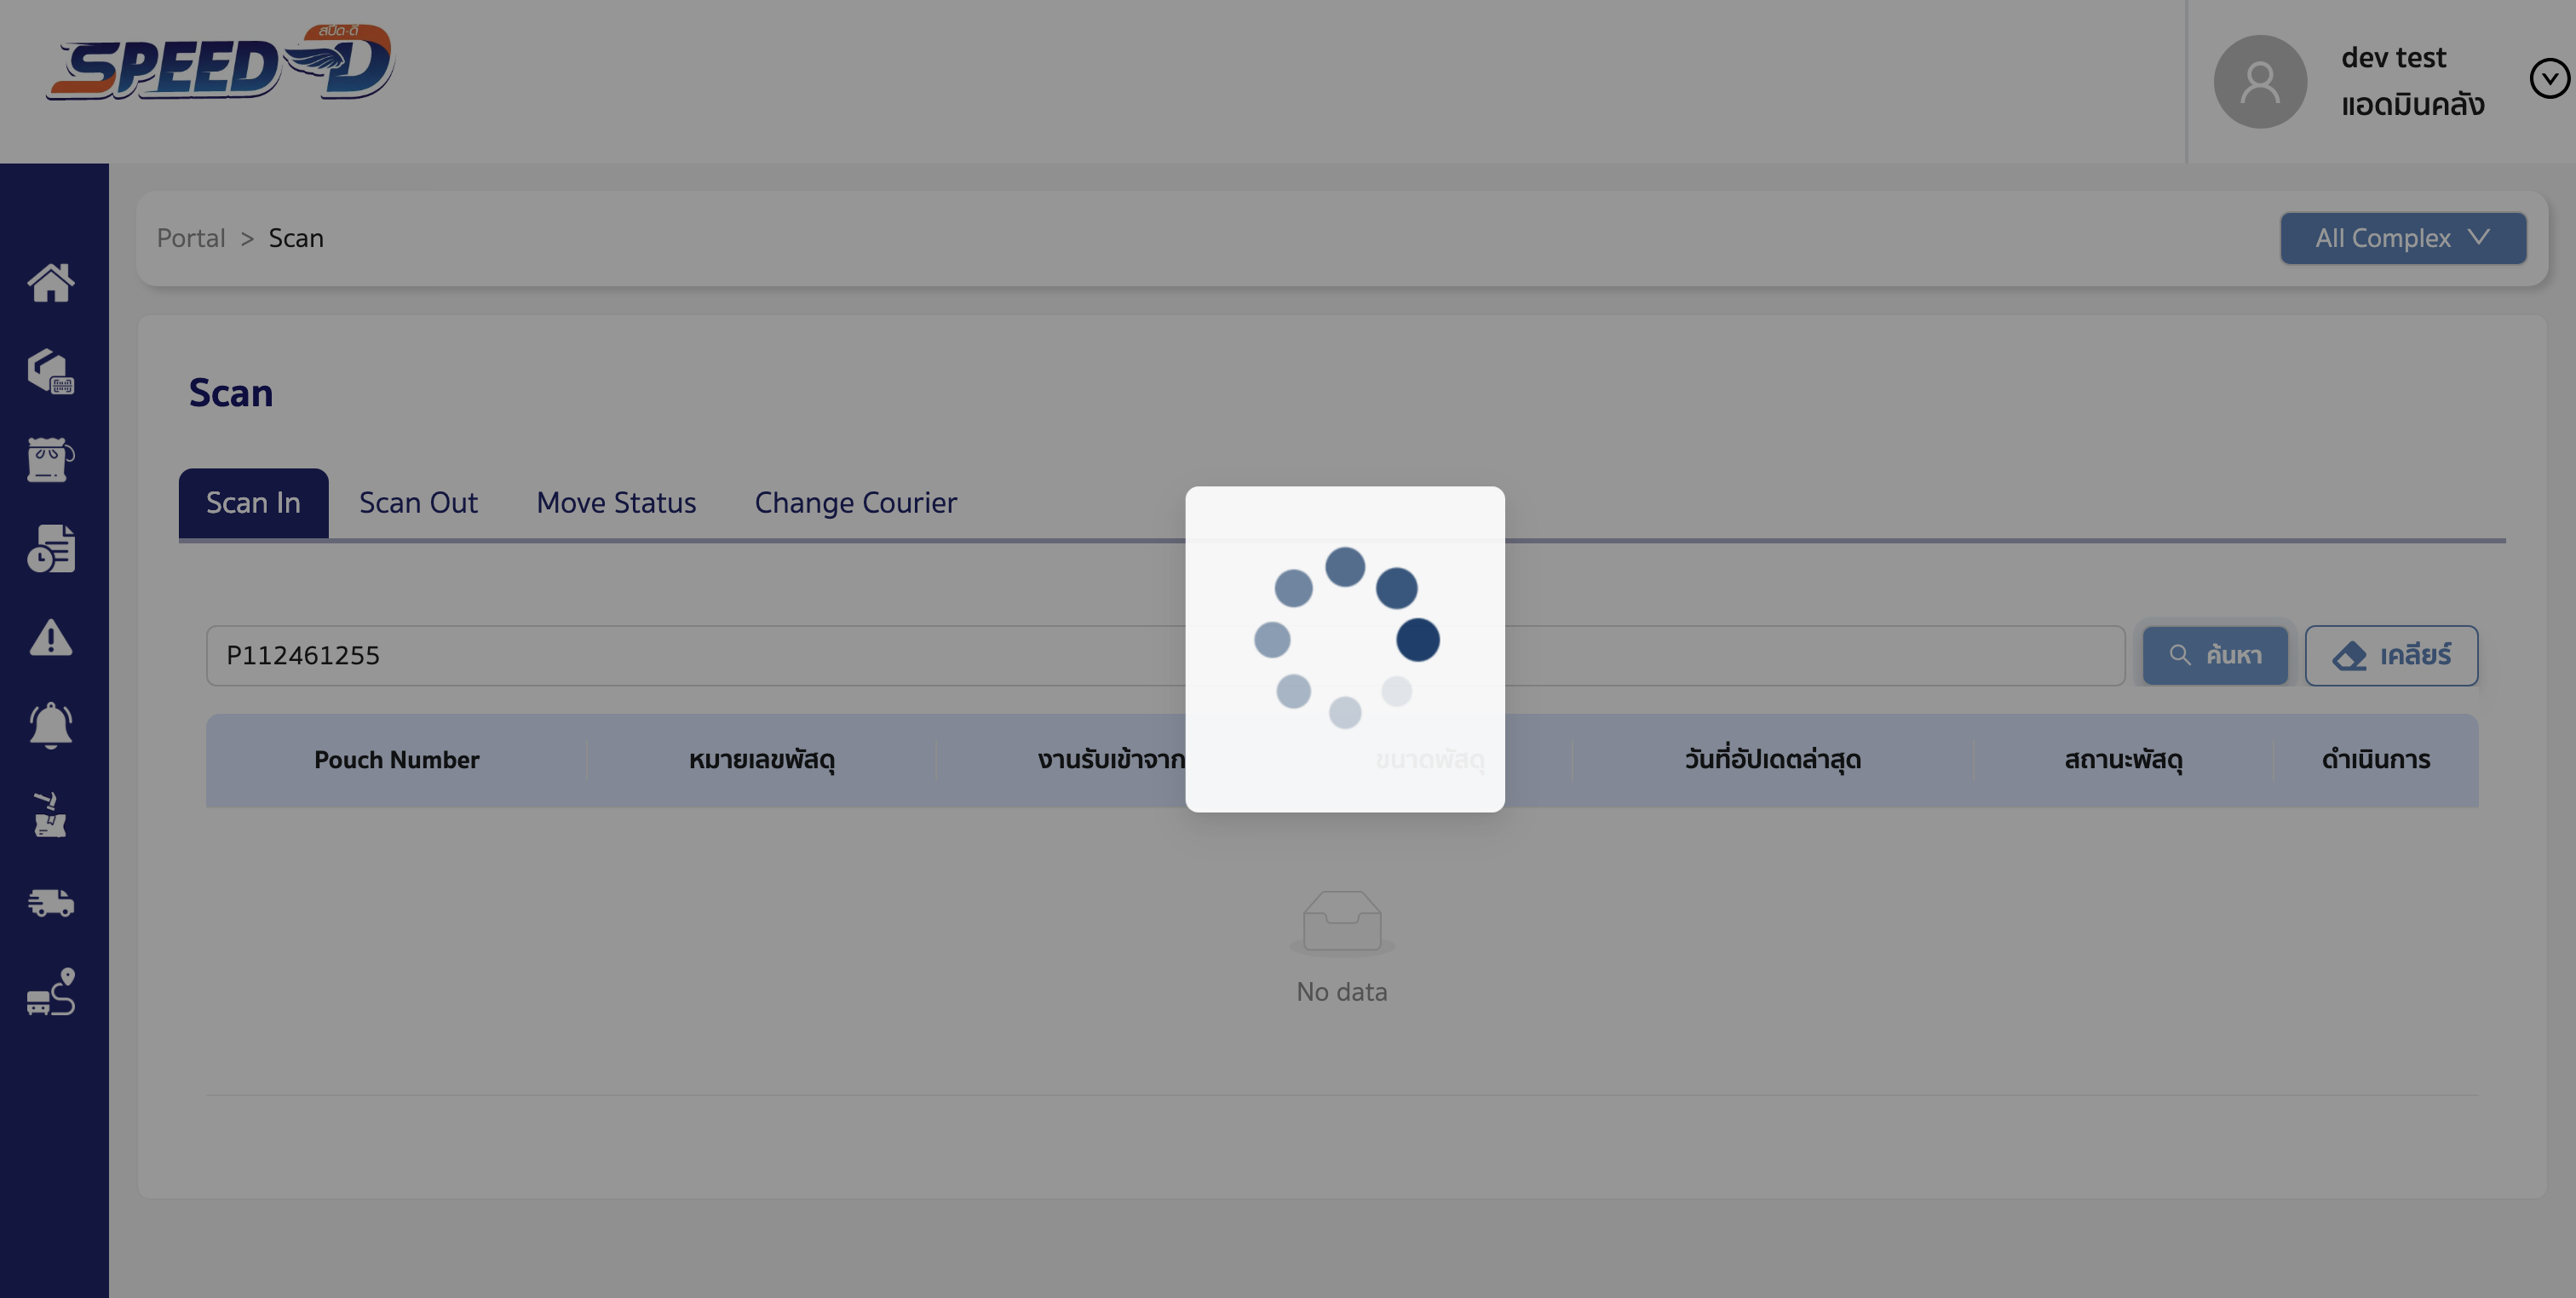 สปีด-ดี
SPEED D
dev test
แอดมินคลัง
Portal > Scan
All Complex
Scan
Scan In
Scan Out
Move Status
Change Courier
P112461255
ค้นหา
เคลียร์
Pouch Number
หมายเลขพัสดุ
งานรับเข้าจาก
ขนาดพัสดุ
วันที่อัปเดตล่าสุด
สถานะพัสดุ
ดำเนินการ
No data